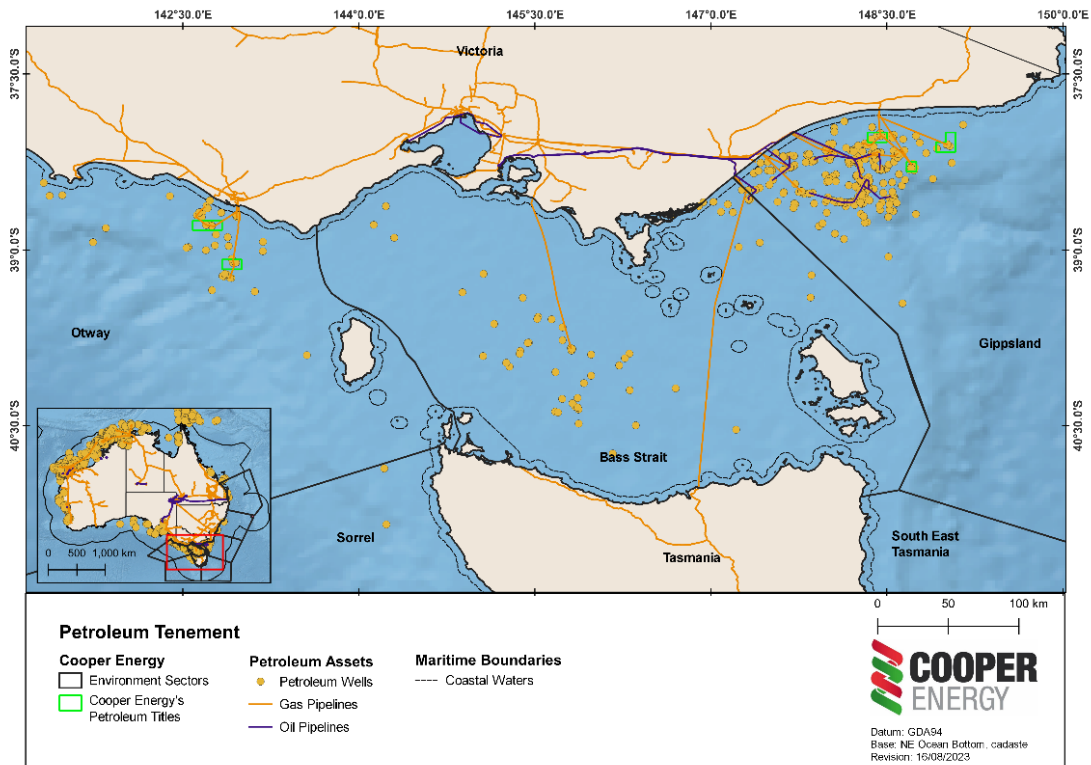 142°30'0"E
144°0'0"E
145°30'0"E
147°0'0"E
148°30'0"E
150°0'0"E
37°30'0"S
37°30'0"S
39°0'0"S
39°0'0"S
40°30'0"S
40°30'0"S
Victoria
Otway
Gippsland
Bass Strait
Sorrel
Tasmania
South East
Tasmania
0 500 1,000 km
0 50 100 km
Petroleum Tenement
Cooper Energy
Environment Sectors
Cooper Energy's
Petroleum Titles
Petroleum Assets
Petroleum Wells
Gas Pipelines
Oil Pipelines
Maritime Boundaries
Coastal Waters
COOPER
ENERGY
Datum: GDA94
Base: NE Ocean Bottom, cadaste
Revision: 16/08/2023